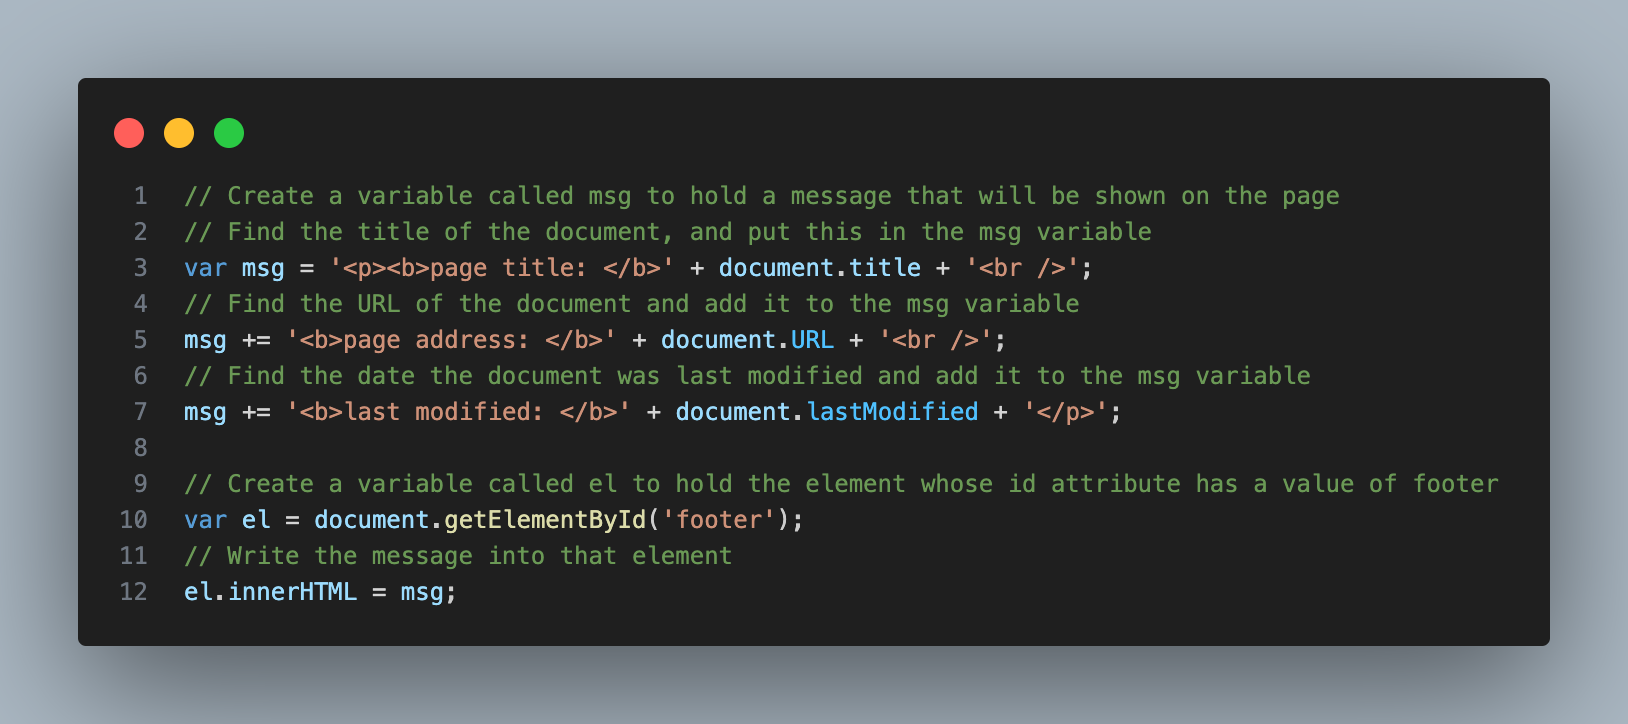 1 // Create a variable called msg to hold a message that will be shown on the page
2 // Find the title of the document, and put this in the msg variable
3 var msg = '<p><b>page title: </b>' + document.title + '<br />';
4 // Find the URL of the document and add it to the msg variable
5 msg += '<b>page address: </b>' + document.URL + '<br />';
6 // Find the date the document was last modified and add it to the msg variable
7 msg += '<b>last modified: </b>' + document.lastModified + '</p>';
8
9 // Create a variable called el to hold the element whose id attribute has a value of footer
10 var el = document.getElementById('footer');
11 // Write the message into that element
12 el.innerHTML = msg;